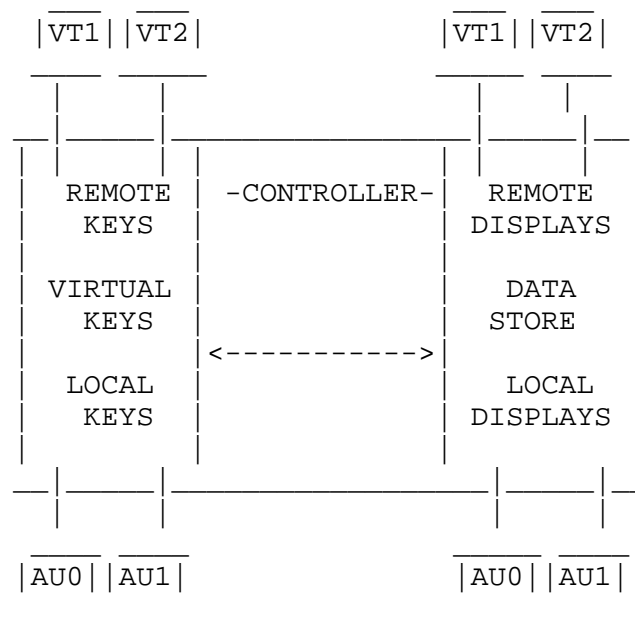 |VT1||VT2| |VT1||VT2|
REMOTE -CONTROLLER- REMOTE
KEYS DISPLAYS
VIRTUAL DATA
KEYS STORE
<----------->
LOCAL LOCAL
KEYS DISPLAYS
|AU0||AU1| |AU0||AU1|